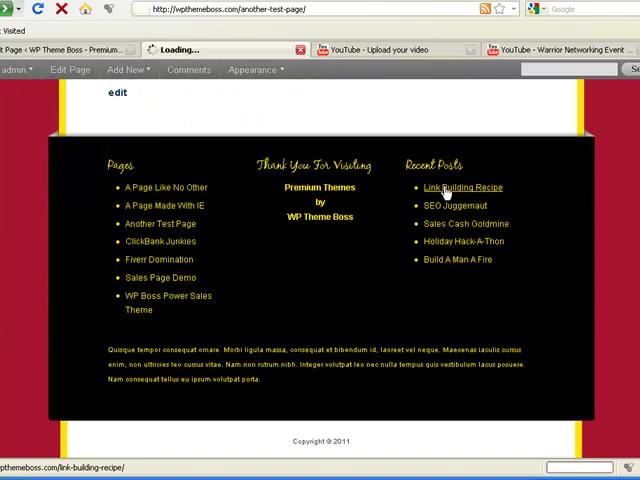 http://wpthemeboss.com/another-test-page/
Google
Visited
it Page < WP Theme Boss - Premium...
Loading...
YouTube - Upload your video
YouTube - Warrior Networking Event ...
admin
Edit Page
Add New
Comments
Appearance
Se
edit
Pages
A Page Like No Other
A Page Made With IE
Another Test Page
ClickBank Junkies
Fiverr Domination
Sales Page Demo
WP Boss Power Sales
Theme
Thank You For Visiting
Premium Themes
by
WP Theme Boss
Recent Posts
Link Building Recipe
SEO Juggernaut
Sales Cash Goldmine
Holiday Hack-A-Thon
Build A Man A Fire
Quisque tempor consequat ornare. Morbi ligula massa, consequat et bibendum id, laoreet vel neque. Maecenas iaculis cursus
enim, non ultricies leo cursus vitae. Nam non rutrum nibh. Integer volutpat leo nec nulla tempus quis vestibulum lacus posuere.
Nam consequat tellus eu ipsum volutpat porta.
Copyright © 2011
pthemeboss.com/link-building-recipe/